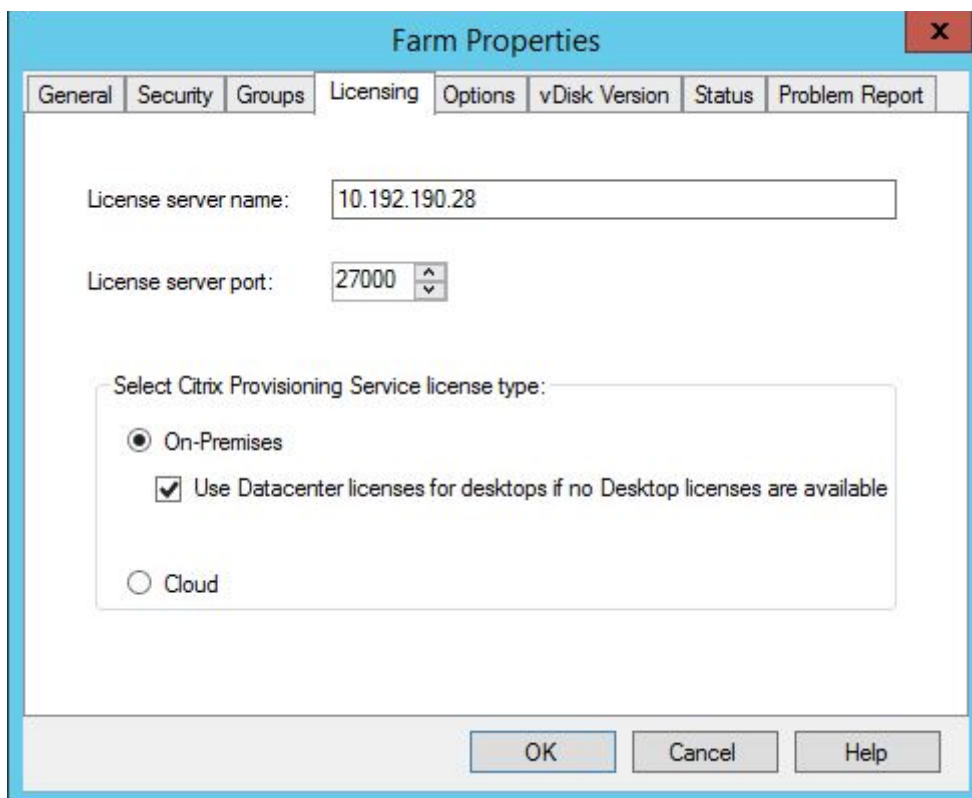 Farm Properties
x
General Security Groups Licensing Options vDisk Version Status Problem Report
License server name: 10.192.190.28
License server port: 27000
Select Citrix Provisioning Service license type:
On-Premises
Use Datacenter licenses for desktops if no Desktop licenses are available
Cloud
OK Cancel Help